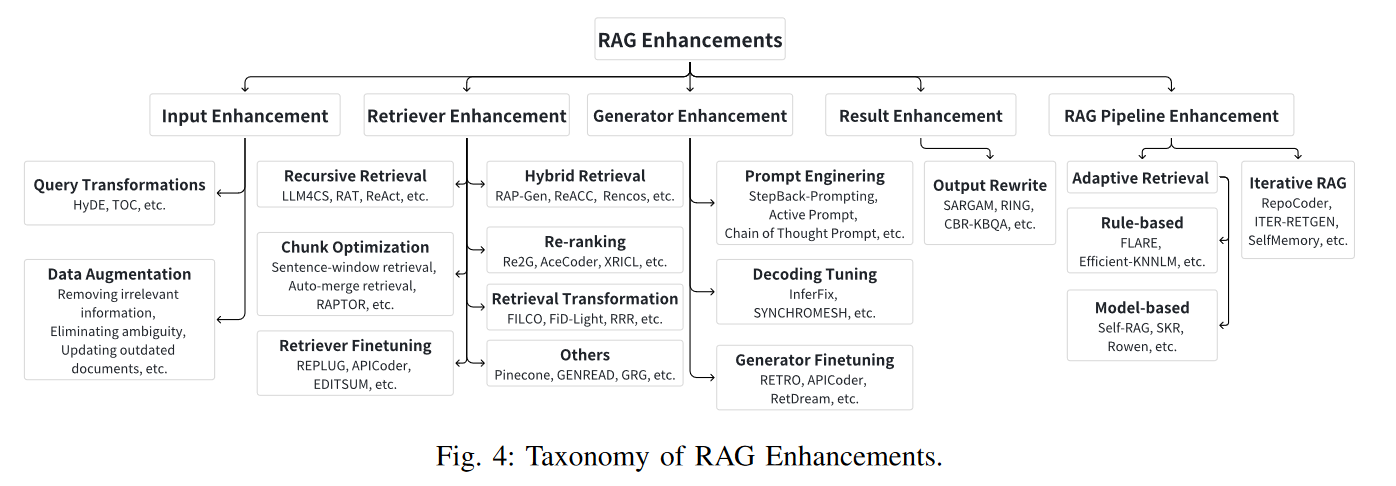 RAG Enhancements
Input Enhancement
Retriever Enhancement
Generator Enhancement
Result Enhancement
RAG Pipeline Enhancement
Query Transformations
HyDE, TOC, etc.
Data Augmentation
Removing irrelevant
information,
Eliminating ambiguity,
Updating outdated
documents, etc.
Recursive Retrieval
LLM4CS, RAT, ReAct, etc.
Chunk Optimization
Sentence-window retrieval,
Auto-merge retrieval,
RAPTOR, etc.
Retriever Finetuning
REPLUG, APICoder,
EDITSUM, etc.
Hybrid Retrieval
RAP-Gen, ReACC, Rencos, etc.
Re-ranking
Re2G, AceCoder, XRICL, etc.
Retrieval Transformation
FILCO, FiD-Light, RRR, etc.
Others
Pinecone, GENREAD, GRG, etc.
Prompt Enginering
StepBack-Prompting,
Active Prompt,
Chain of Thought Prompt, etc.
Decoding Tuning
InferFix,
SYNCHROMESH, etc.
Generator Finetuning
RETRO, APICoder,
RetDream, etc.
Output Rewrite
SARGAM, RING,
CBR-KBQA, etc.
Adaptive Retrieval
Rule-based
FLARE,
Efficient-KNNLM, etc.
Model-based
Self-RAG, SKR,
Rowen, etc.
Iterative RAG
RepoCoder,
ITER-RETGEN,
SelfMemory, etc.
Fig. 4: Taxonomy of RAG Enhancements.